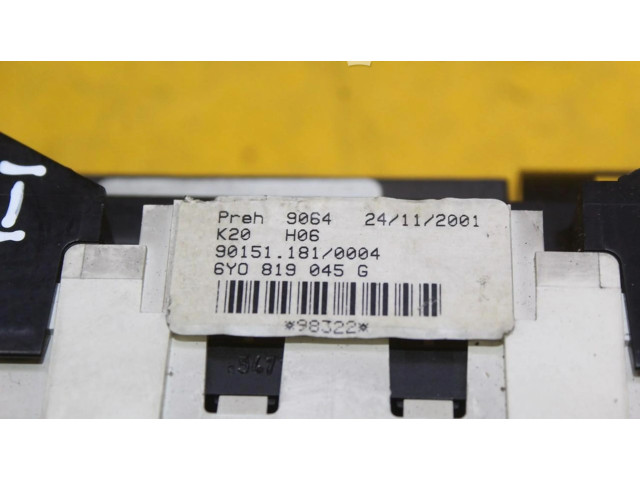 Preh 9064 24/11/2001
K20 H06
90151.181/0004
6Y0 819 045 G
*98322*